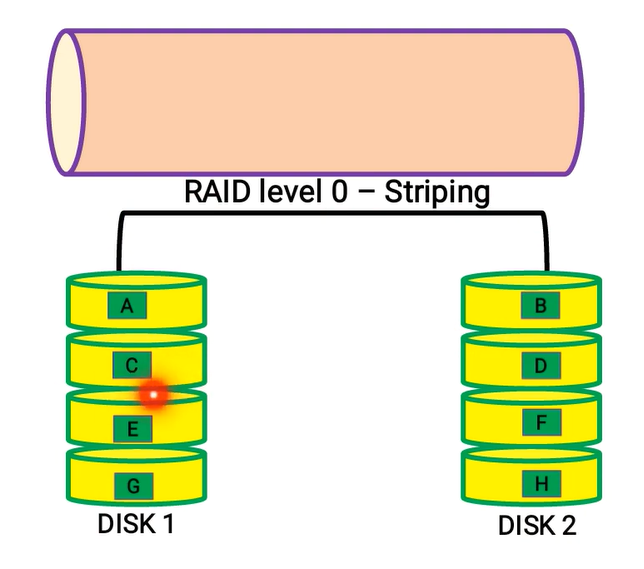 RAID level 0 – Striping
A
B
C
D
E
F
G
H
DISK 1
DISK 2